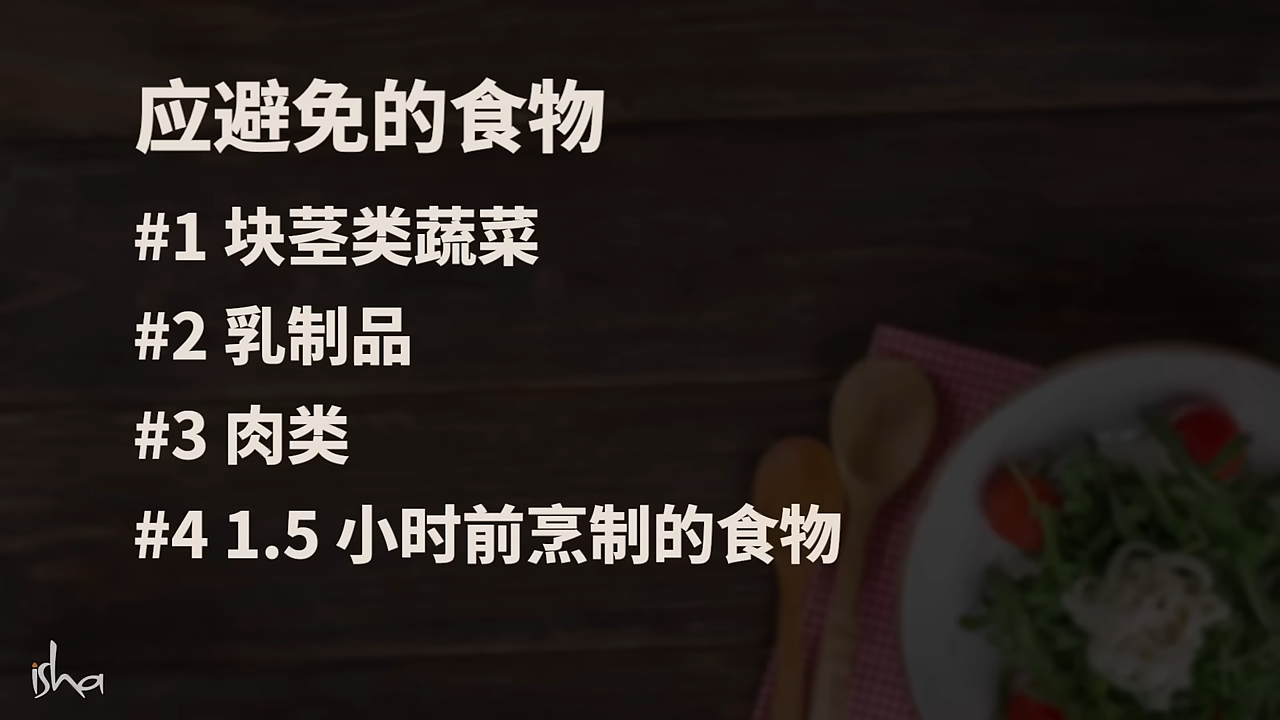 应避免的食物
#1 块茎类蔬菜
#2 乳制品
#3 肉类
#4 1.5 小时前烹制的食物
isha